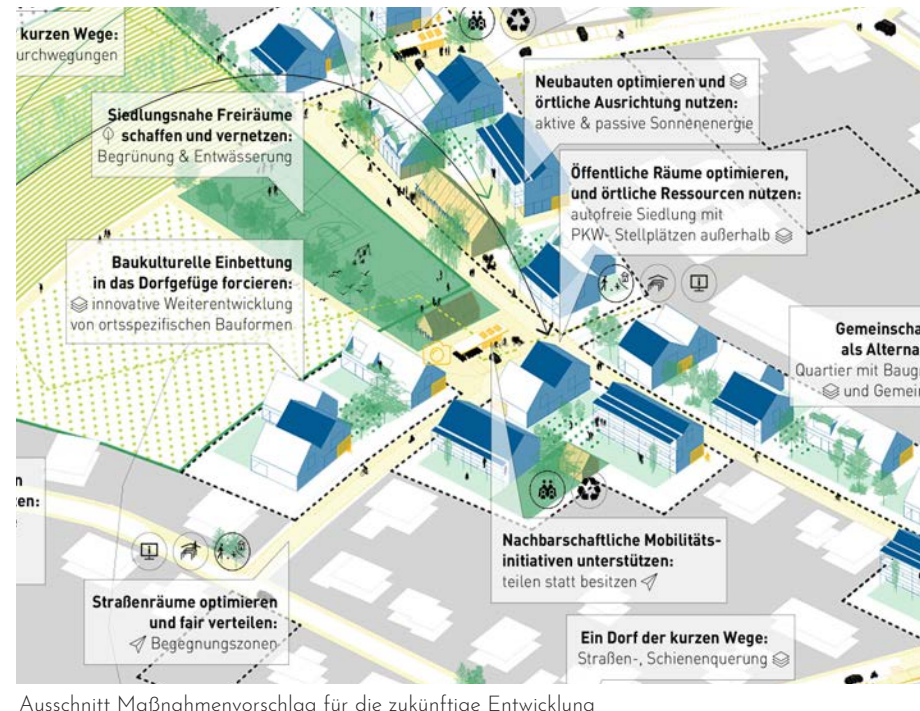 kurzen Wege:
urchwegungen
Siedlungsnahe Freiräume
schaffen und vernetzen:
Begrünung & Entwässerung
Neubauten optimieren und
örtliche Ausrichtung nutzen:
aktive & passive Sonnenenergie
Öffentliche Räume optimieren,
und örtliche Ressourcen nutzen:
autofreie Siedlung mit
PKW- Stellplätzen außerhalb
Baukulturelle Einbettung
in das Dorfgefüge forcieren:
innovative Weiterentwicklung
von ortsspezifischen Bauformen
Gemeinscha
als Alterna
Quartier mit Baugr
und Gemein
n
ten:
Nachbarschaftliche Mobilitäts-
initiativen unterstützen:
teilen statt besitzen
Straßenräume optimieren
und fair verteilen:
Begegnungszonen
Ein Dorf der kurzen Wege:
Straßen-, Schienenquerung
Ausschnitt Maßnahmenvorschlag für die zukünftige Entwicklung